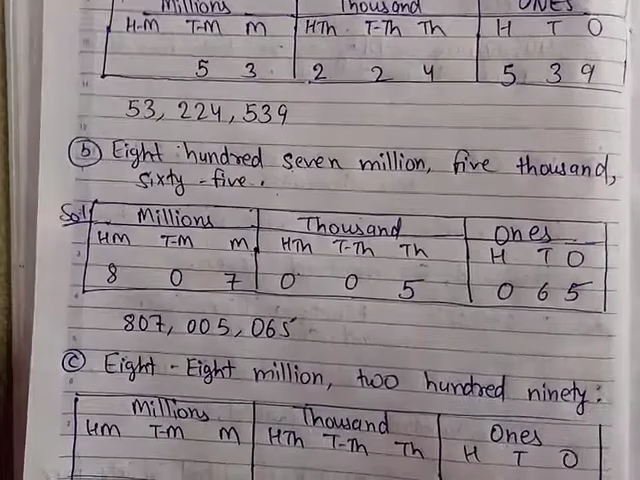 Millions Thousand ONES
H-M T-M M HTh T-Th Th H T O
5 3 2 2 4 5 3 9
53, 224, 539
(b) Eight hundred seven million, five thousand,
sixty-five.
Sol
Millions Thousand Ones
HM T-M M HTh T-Th Th H T O
8 0 7 0 0 5 0 6 5
807, 005, 065
(c) Eight-Eight million, two hundred ninety:
Millions Thousand Ones
HM T-M M HTh T-Th Th H T O